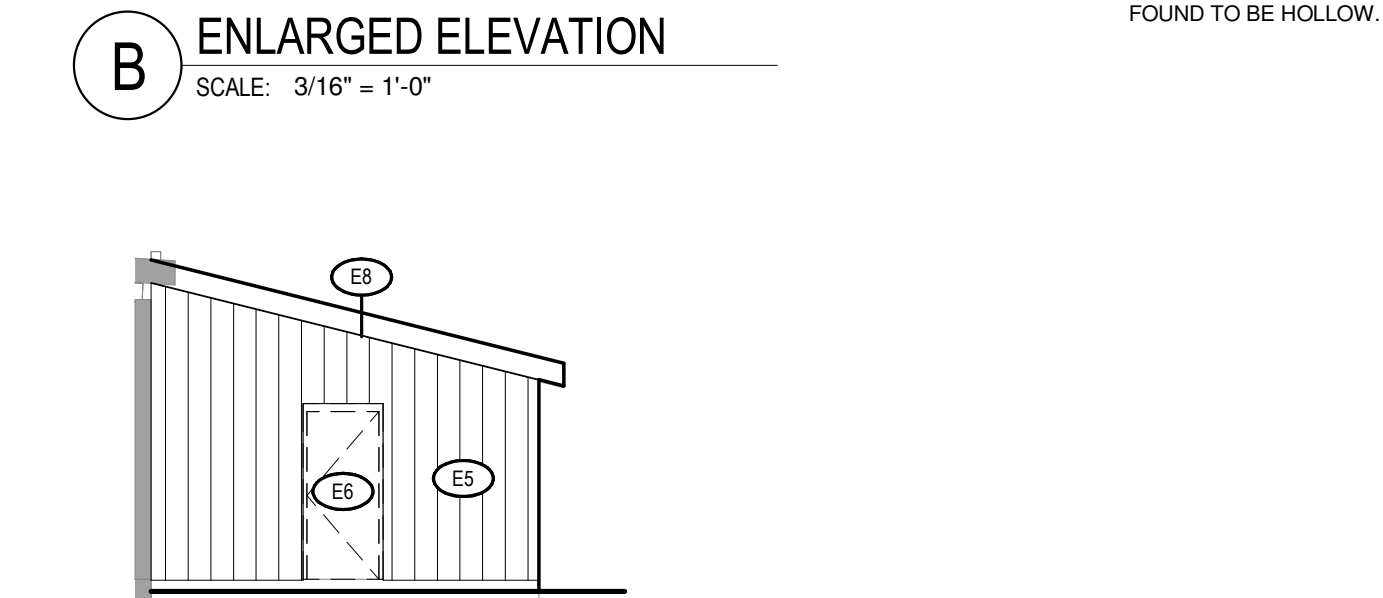 FOUND TO BE HOLLOW.
B
ENLARGED ELEVATION
SCALE: 3/16" = 1'-0"
E8
E5
E6